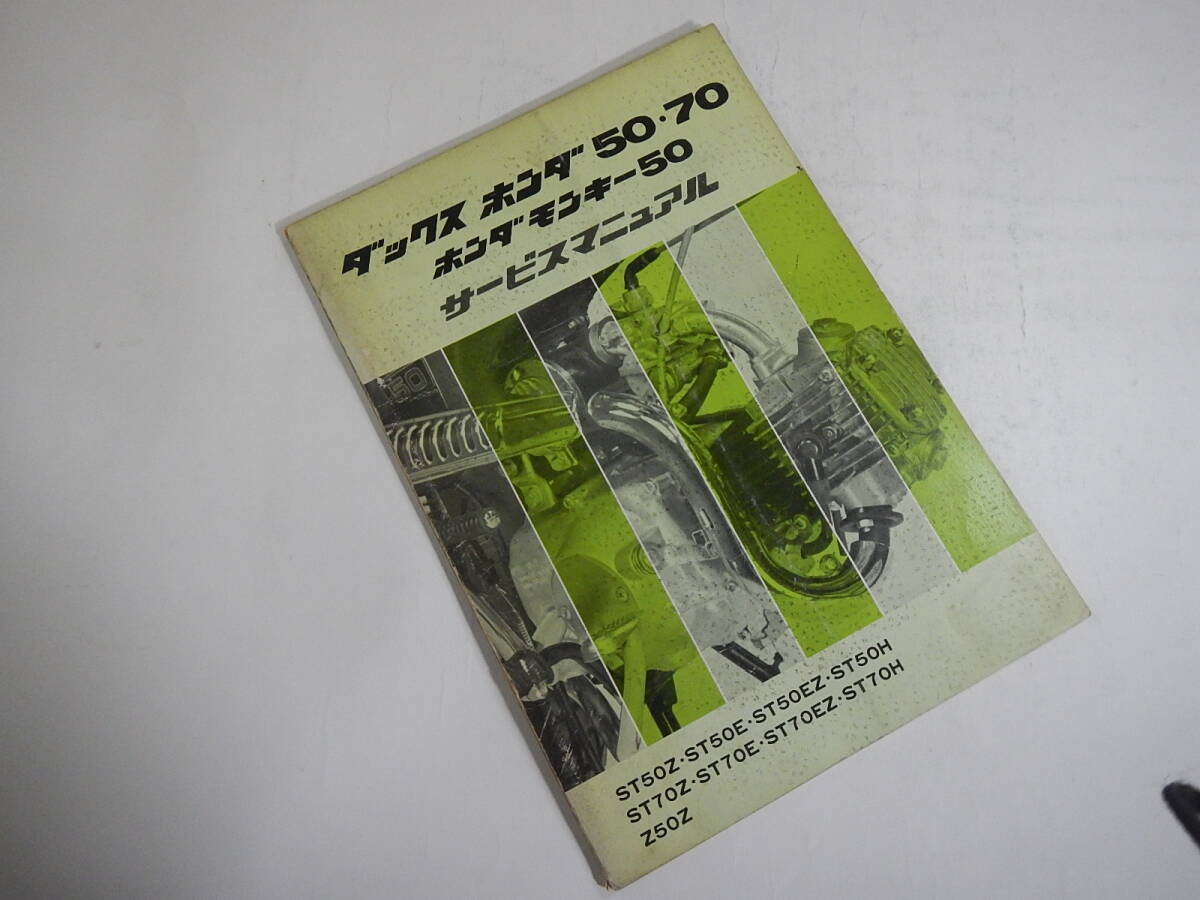 ダックス ホンダ 50・70
ホンダ モンキー50
サービスマニュアル
50
ST50Z・ST50E・ST50EZ・ST50H
ST70Z・ST70E・ST70EZ・ST70H
Z50Z